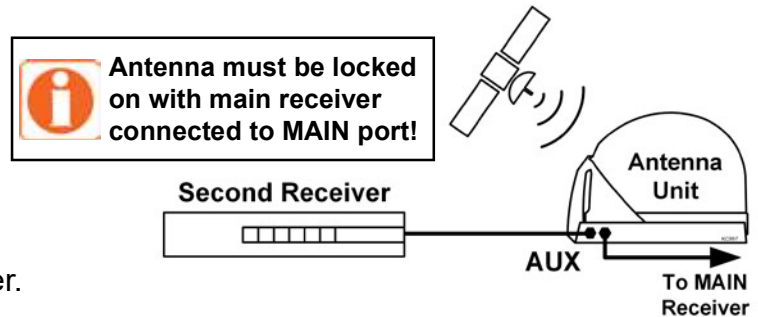 Antenna must be locked
on with main receiver
connected to MAIN port!
Second Receiver
Antenna
Unit
AUX
To MAIN
Receiver
er.